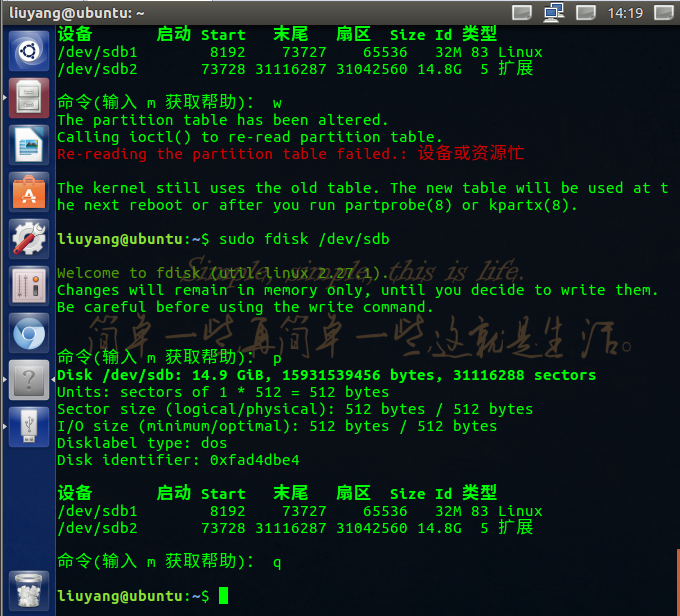 liuyang@ubuntu: ~ 14:19
设备 启动 Start 末尾 扇区 Size Id 类型
/dev/sdb1 8192 73727 65536 32M 83 Linux
/dev/sdb2 73728 31116287 31042560 14.8G 5 扩展
命令(输入 m 获取帮助)： w
The partition table has been altered.
Calling ioctl() to re-read partition table.
Re-reading the partition table failed.: 设备或资源忙
The kernel still uses the old table. The new table will be used at t
he next reboot or after you run partprobe(8) or kpartx(8).
liuyang@ubuntu:~$ sudo fdisk /dev/sdb
Welcome to fdisk (util-linux 2.27.1).
Simple, simple, this is life.
Changes will remain in memory only, until you decide to write them.
Be careful before using the write command.
简单一些真简单一些这就是生活。
命令(输入 m 获取帮助)： p
Disk /dev/sdb: 14.9 GiB, 15931539456 bytes, 31116288 sectors
Units: sectors of 1 * 512 = 512 bytes
Sector size (logical/physical): 512 bytes / 512 bytes
I/O size (minimum/optimal): 512 bytes / 512 bytes
Disklabel type: dos
Disk identifier: 0xfad4dbe4
设备 启动 Start 末尾 扇区 Size Id 类型
/dev/sdb1 8192 73727 65536 32M 83 Linux
/dev/sdb2 73728 31116287 31042560 14.8G 5 扩展
命令(输入 m 获取帮助)： q
liuyang@ubuntu:~$